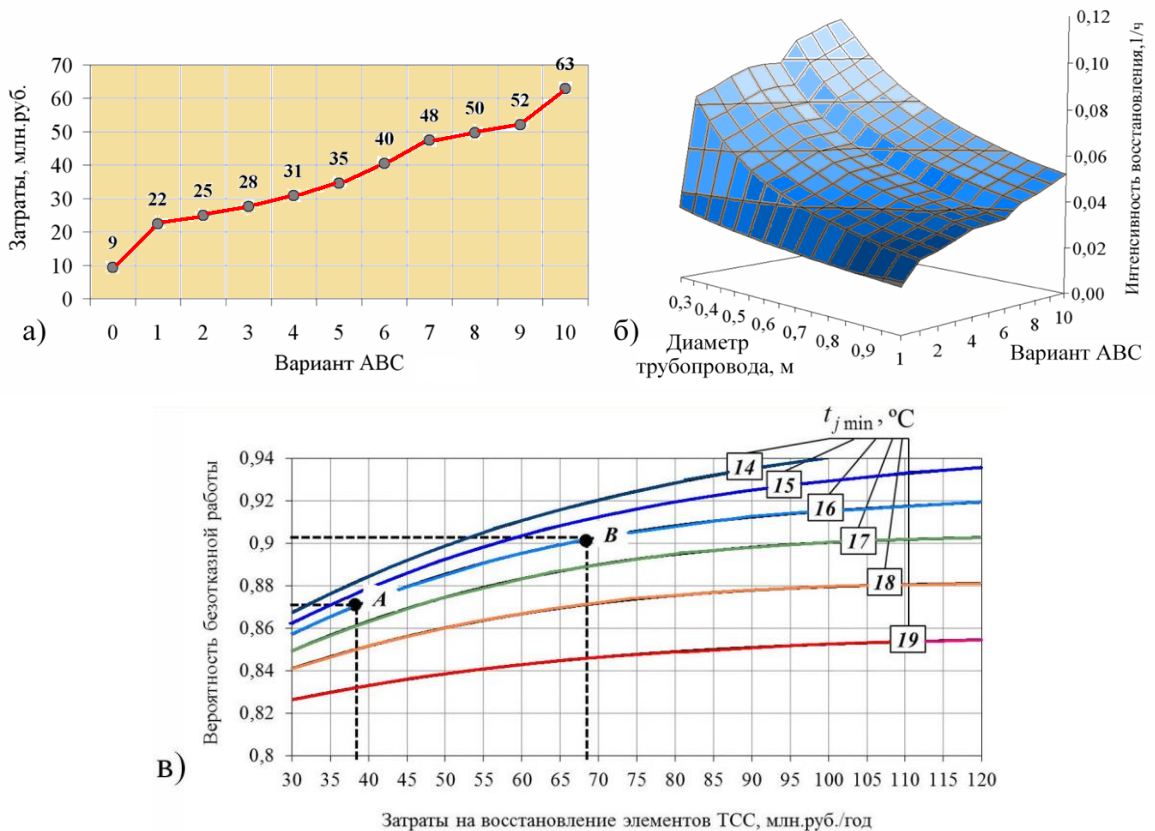 а)
Затраты, млн.руб.
70
60
50
40
30
20
10
0
9
22
25
28
31
35
40
48
50
52
63
0 1 2 3 4 5 6 7 8 9 10
Вариант АВС
б)
0,12
0,10
0,08
0,06
0,04
0,02
0,00
Интенсивность восстановления,1/ч
0,3 0,4 0,5 0,6 0,7 0,8 0,9 1
Диаметр
трубопровода, м
2 4 6 8 10
Вариант АВС
в)
Вероятность безотказной работы
0,94
0,92
0,9
0,88
0,86
0,84
0,82
0,8
t j min , ºC
14
15
16
17
18
19
A
B
30 35 40 45 50 55 60 65 70 75 80 85 90 95 100 105 110 115 120
Затраты на восстановление элементов ТСС, млн.руб./год